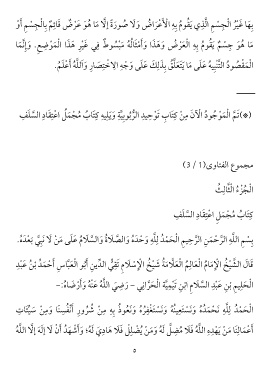 بِهَا غَيْرُ الْجِسْمِ الَّذِي يَقُومُ بِهِ الْأَعْرَاضُ وَلَا صُورَةَ إلَّا مَا هُوَ عَرَضٌ قَائِمٌ بِالْجِسْمِ أَوْ
مَا هُوَ جِسْمٌ يَقُومُ بِهِ الْعَرَضُ وَهَذَا وَأَمْثَالُهُ مَبْسُوطٌ فِي غَيْرِ هَذَا الْمَوْضِعِ. وَإِنَّمَا
الْمَقْصُودُ التَّنْبِيهُ عَلَى مَا يَتَعَلَّقُ بِذَلِكَ عَلَى وَجْهِ الِاخْتِصَارِ وَاَللَّهُ أَعْلَمُ.
(*)تَمَّ الْمَوْجُودُ الْآنَ مِنْ كِتَابِ تَوْحِيدِ الرُّبُوبِيَّةِ وَيَلِيهِ كِتَابُ مُجْمَلُ اعْتِقَادِ السَّلَفِ
مجموع الفتاوى(1 / 3)
الْجُزْءُ الثَّالِثُ
كِتَابُ مُجْمَلِ اعْتِقَادِ السَّلَفِ
بِسْمِ اللَّهِ الرَّحْمَنِ الرَّحِيمِ الْحَمْدُ لِلَّهِ وَحْدَهُ وَالصَّلَاةُ وَالسَّلَامُ عَلَى مَنْ لَا نَبِيَّ بَعْدَهُ.
قَالَ الشَّيْخُ الْإِمَامُ الْعَالِمُ الْعَلَّامَةُ شَيْخُ الْإِسْلَامِ تَقِيُّ الدِّينِ أَبُو الْعَبَّاسِ أَحْمَدُ بْنُ عَبْدِ
الْحَلِيمِ بْنِ عَبْدِ السَّلَامِ ابْنِ تَيْمِيَّةَ الْحَرَّانِي – رَضِيَ اللَّهُ عَنْهُ وَأَرْضَاهُ:–
الْحَمْدُ لِلَّهِ نَحْمَدُهُ وَنَسْتَعِينُهُ وَنَسْتَغْفِرُهُ وَنَعُوذُ بِهِ مِنْ شُرُورِ أَنْفُسِنَا وَمِنْ سَيِّئَاتِ
أَعْمَالِنَا مَنْ يَهْدِهِ اللَّهُ فَلَا مُضِلَّ لَهُ وَمَنْ يُضْلِلْ فَلَا هَادِيَ لَهُ؛ وَأَشْهَدُ أَنْ لَا إلَهَ إلَّا اللَّهُ
٥